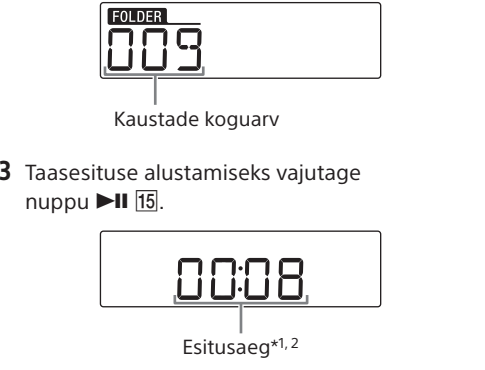 FOLDER
009
Kaustade koguarv
3 Taasesituse alustamiseks vajutage
nuppu ►II 15.
00:08
Esitusaeg*1, 2